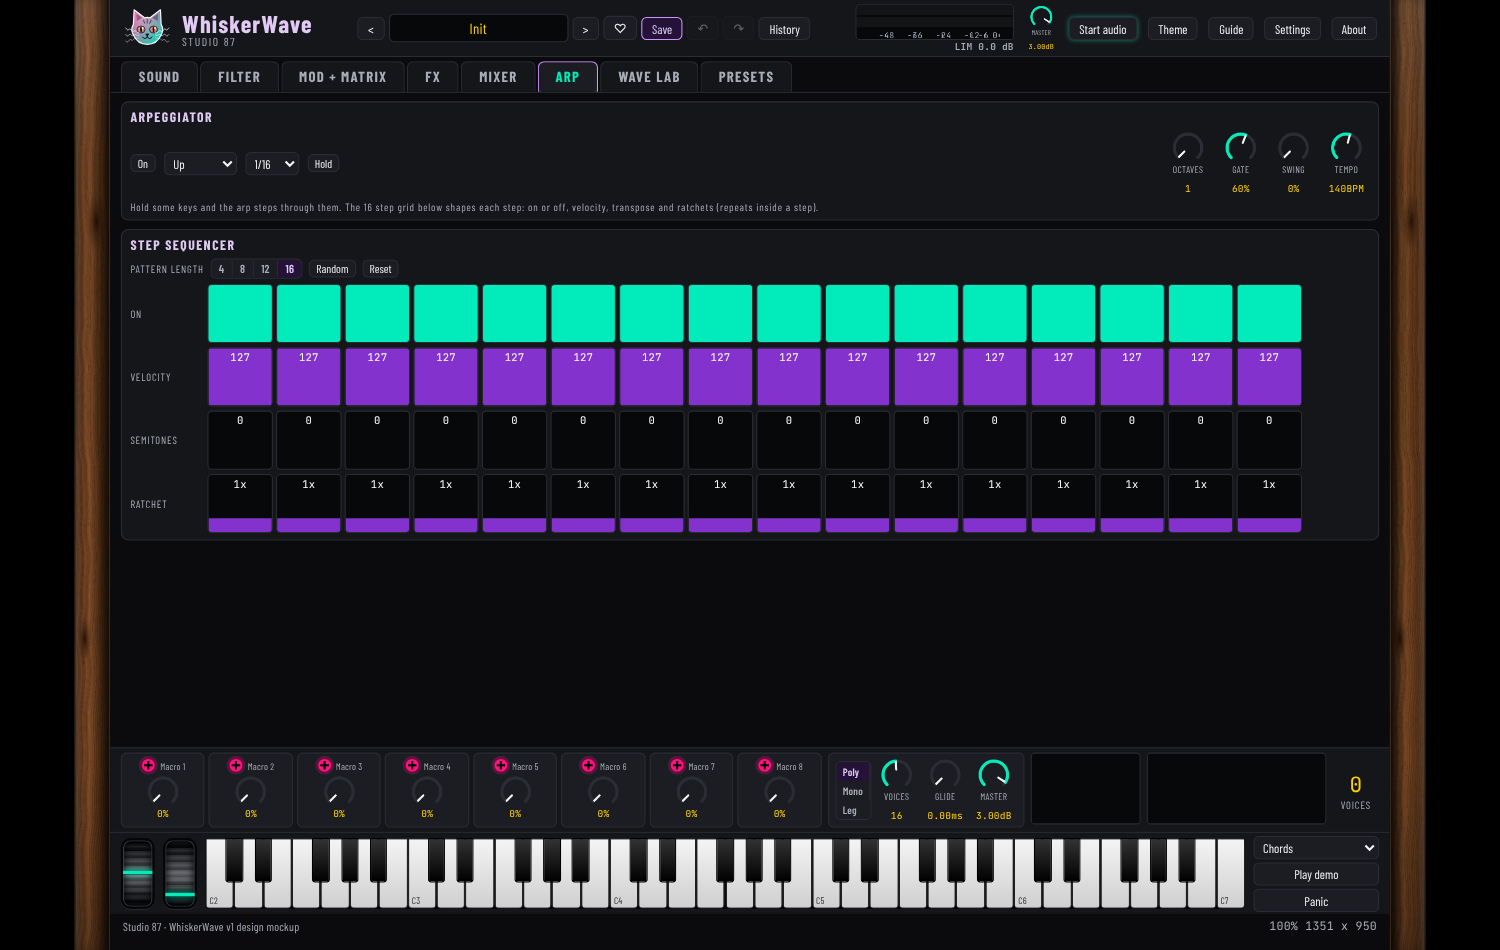 WhiskerWave
STUDIO 87
< Init > Save History
-48 -36 -24 -12 -6 0
LIM 0.0 dB
MASTER
3.00dB
Start audio Theme Guide Settings About
SOUND FILTER MOD + MATRIX FX MIXER ARP WAVE LAB PRESETS
ARPEGGIATOR
On Up 1/16 Hold
OCTAVES GATE SWING TEMPO
1 60% 0% 140BPM
Hold some keys and the arp steps through them. The 16 step grid below shapes each step: on or off, velocity, transpose and ratchets (repeats inside a step).
STEP SEQUENCER
PATTERN LENGTH 4 8 12 16 Random Reset
ON
VELOCITY 127 127 127 127 127 127 127 127 127 127 127 127 127 127 127 127
SEMITONES 0 0 0 0 0 0 0 0 0 0 0 0 0 0 0 0
RATCHET 1x 1x 1x 1x 1x 1x 1x 1x 1x 1x 1x 1x 1x 1x 1x 1x
Macro 1 Macro 2 Macro 3 Macro 4 Macro 5 Macro 6 Macro 7 Macro 8
0% 0% 0% 0% 0% 0% 0% 0%
Poly
Mono
Leg
VOICES GLIDE MASTER
16 0.00ms 3.00dB
0
VOICES
C2 C3 C4 C5 C6 C7
Chords
Play demo
Panic
Studio 87 · WhiskerWave v1 design mockup
100% 1351 x 950